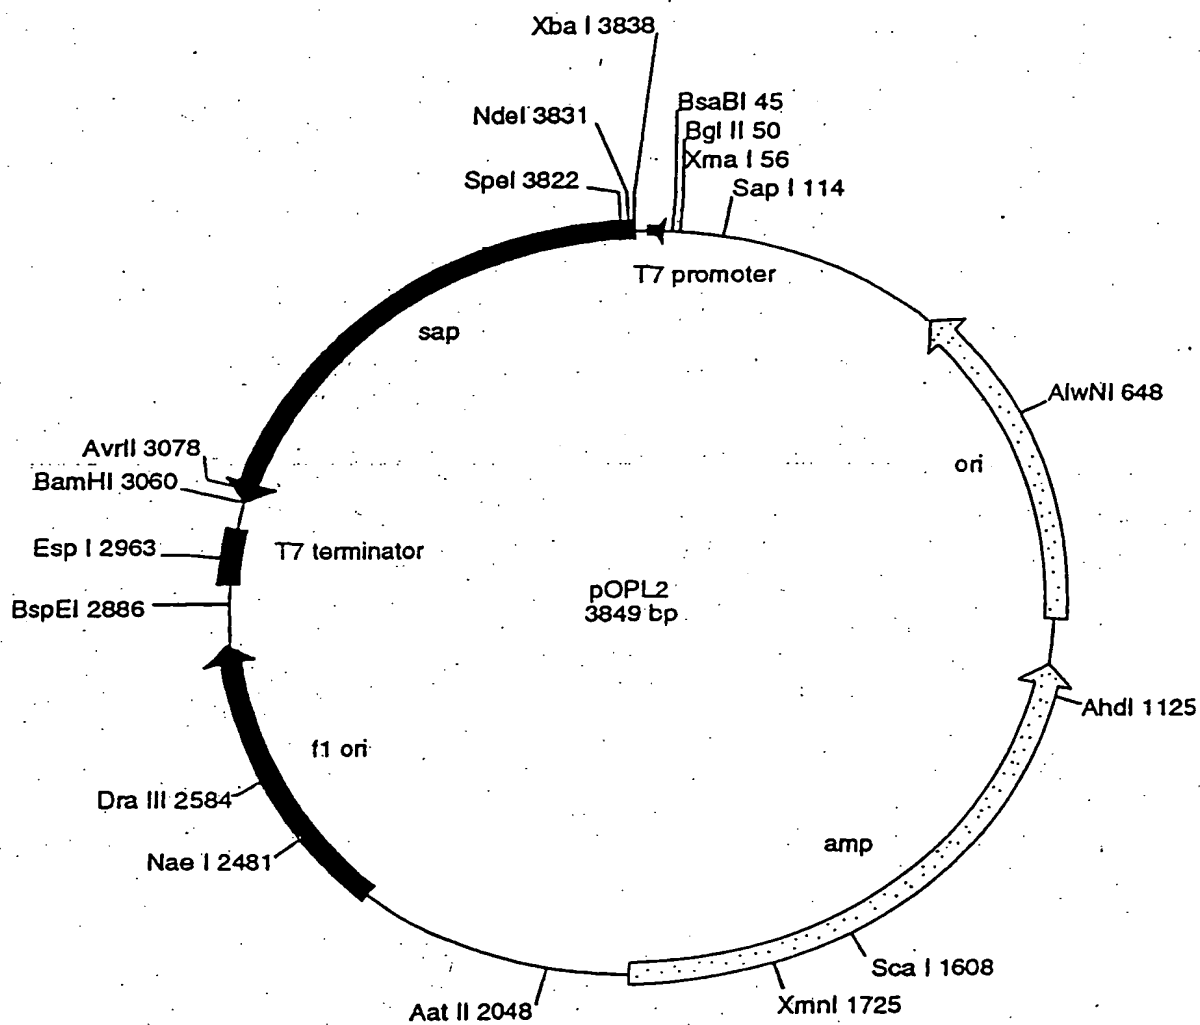 Xba I 3838
NdeI 3831
SpeI 3822
BsaBI 45
Bgl II 50
Xma I 56
Sap I 114
T7 promoter
sap
AlwNI 648
ori
AvrII 3078
BamHI 3060
Esp I 2963
T7 terminator
BspEI 2886
pOPL2
3849 bp
AhdI 1125
f1 ori
Dra III 2584
Nae I 2481
amp
Sca I 1608
XmnI 1725
Aat II 2048